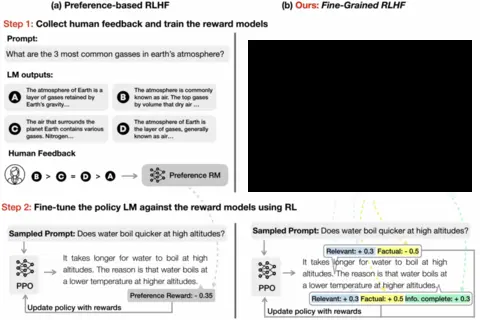 (a) Preference-based RLHF
(b) Ours: Fine-Grained RLHF
Step 1: Collect human feedback and train the reward models
Prompt:
What are the 3 most common gasses in earth's atmosphere?
LM outputs:
A
The atmosphere of Earth is a
layer of gases retained by
Earth's gravity...
B
The atmosphere is commonly
known as air. The top gases
by volume that dry air ...
C
The air that surrounds the
planet Earth contains various
gases. Nitrogen...
D
The atmosphere of Earth is
the layer of gases, generally
known as air...
Human Feedback
B > C = D > A
Preference RM
Step 2: Fine-tune the policy LM against the reward models using RL
Sampled Prompt: Does water boil quicker at high altitudes?
It takes longer for water to boil at high
altitudes. The reason is that water boils at
a lower temperature at higher altitudes.
PPO
Preference Reward: - 0.35
Update policy with rewards
Sampled Prompt: Does water boil quicker at high altitudes?
Relevant: + 0.3 Factual: - 0.5
It takes longer for water to boil at high
altitudes. The reason is that water boils at
a lower temperature at higher altitudes.
PPO
Relevant: + 0.3 Factual: + 0.5 Info. complete: + 0.3
Update policy with rewards